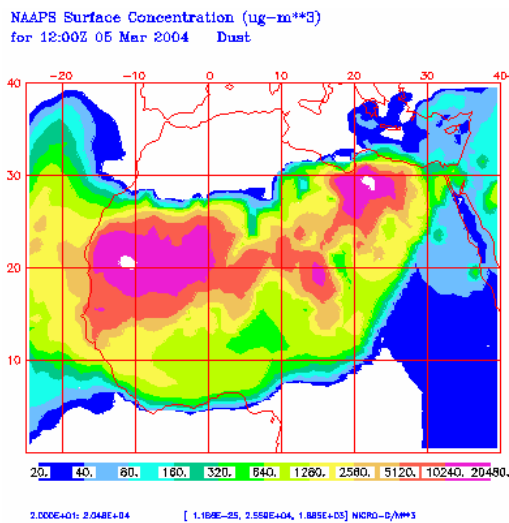 NAAPS Surface Concentration (ug-m**3)
for 12:00Z 05 Mar 2004 Dust
-20 -10 0 10 20 30 40
40
30
20
10
20. 40. 80. 160. 320. 640. 1280. 2560. 5120. 10240. 20480.
2.000E+01: 2.048E+04 [ 1.186E-25, 2.559E+04, 1.885E+03] MICRO-G/M**3